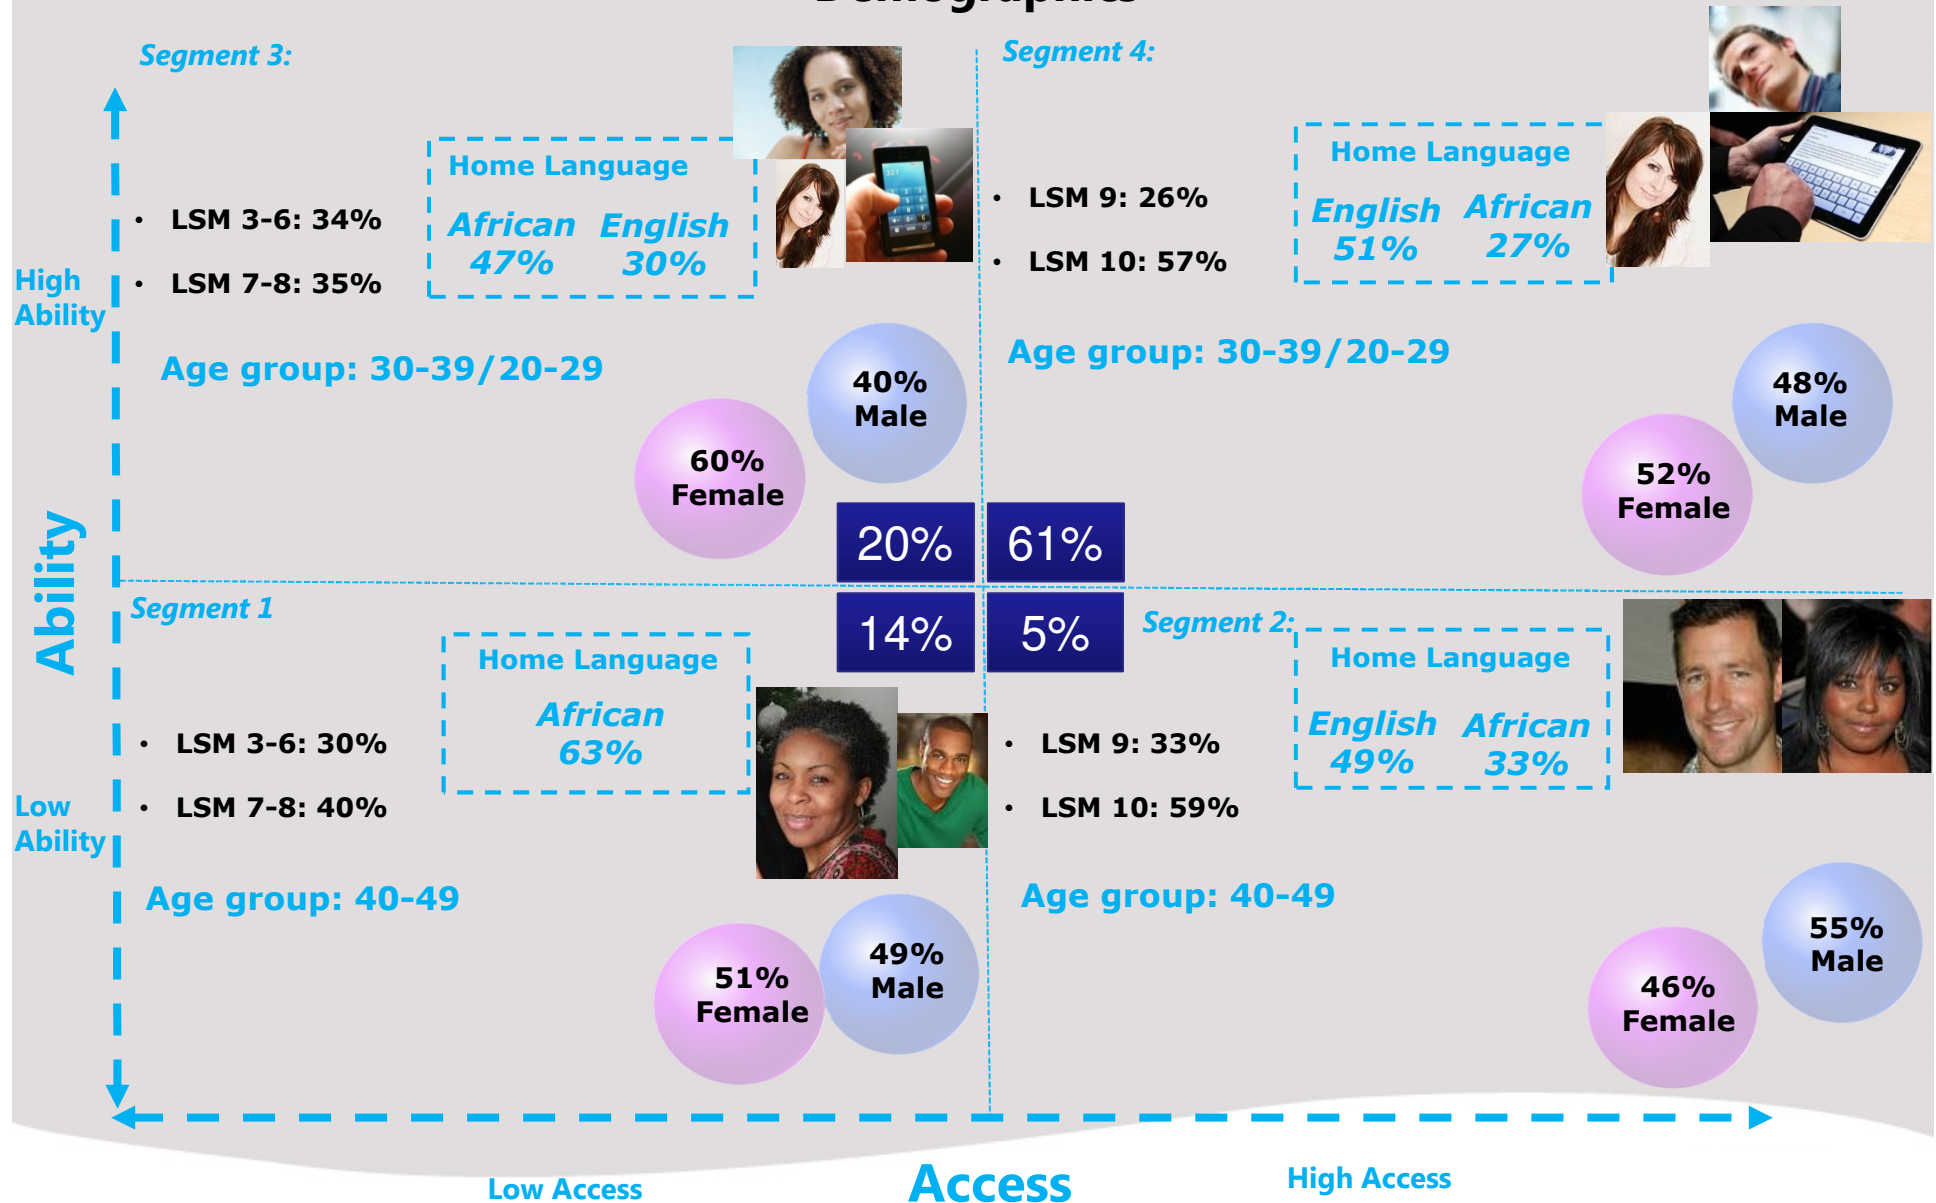 Demographics
Segment 3:
Home Language
African English
47% 30%
• LSM 3-6: 34%
• LSM 7-8: 35%
Age group: 30-39/20-29
40%
Male
60%
Female
20%
Segment 4:
Home Language
English African
51% 27%
• LSM 9: 26%
• LSM 10: 57%
Age group: 30-39/20-29
48%
Male
52%
Female
61%
High
Ability
Ability
Low
Ability
Segment 1
14%
Home Language
African
63%
• LSM 3-6: 30%
• LSM 7-8: 40%
Age group: 40-49
49%
Male
51%
Female
5%
Segment 2:
Home Language
English African
49% 33%
• LSM 9: 33%
• LSM 10: 59%
Age group: 40-49
55%
Male
46%
Female
Low Access
Access
High Access